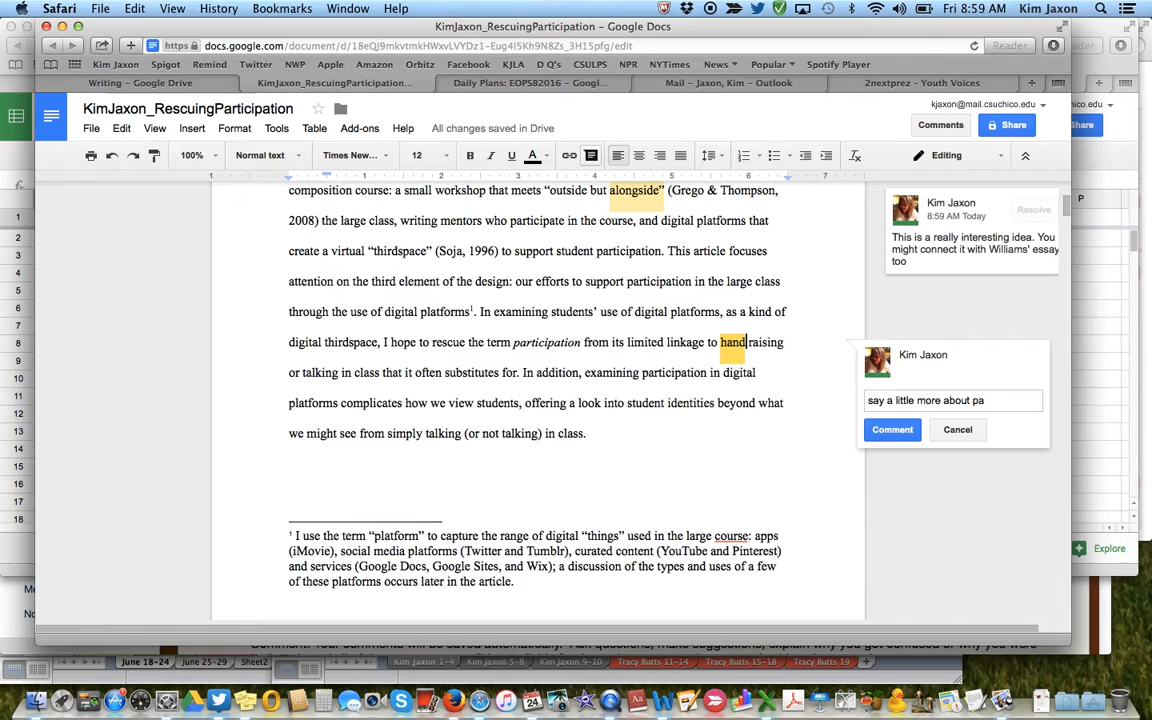 Safari File Edit View History Bookmarks Window Help Fri 8:59 AM Kim Jaxon
KimJaxon_RescuingParticipation - Google Docs
https docs.google.com/document/d/18eQJ9mkvtmkHWxvLVYDz1-Eug4I5Kh9N8Zs_3H15pfg/edit Reader
Kim Jaxon Spigot Remind Twitter NWP Apple Amazon Orbitz Facebook KJLA D Q's CSULPS NPR NYTimes News Popular Spotify Player
Writing - Google Drive KimJaxon_RescuingParticipation... Daily Plans: EOPSB2016 - Googl... Mail - Jaxon, Kim - Outlook 2nextprez - Youth Voices
KimJaxon_RescuingParticipation kjaxon@mail.csuchico.edu
File Edit View Insert Format Tools Table Add-ons Help All changes saved in Drive Comments Share
100% Normal text Times New... 12 B I U A Editing
1 1 2 3 4 5 6 7
composition course: a small workshop that meets “outside but alongside” (Grego & Thompson,
2008) the large class, writing mentors who participate in the course, and digital platforms that
create a virtual “thirdspace” (Soja, 1996) to support student participation. This article focuses
attention on the third element of the design: our efforts to support participation in the large class
through the use of digital platforms1. In examining students’ use of digital platforms, as a kind of
digital thirdspace, I hope to rescue the term participation from its limited linkage to hand raising
or talking in class that it often substitutes for. In addition, examining participation in digital
platforms complicates how we view students, offering a look into student identities beyond what
we might see from simply talking (or not talking) in class.
1 I use the term “platform” to capture the range of digital “things” used in the large course: apps
(iMovie), social media platforms (Twitter and Tumblr), curated content (YouTube and Pinterest)
and services (Google Docs, Google Sites, and Wix); a discussion of the types and uses of a few
of these platforms occurs later in the article.
Kim Jaxon Resolve
8:59 AM Today
This is a really interesting idea. You
might connect it with Williams' essay
too
Kim Jaxon
say a little more about pa
Comment Cancel
Explore
June 18-24 June 25-29 Sheet2 Kim Jaxon 1-4 Kim Jaxon 5-8 Kim Jaxon 9-10 Tracy Butts 11-14 Tracy Butts 15-18 Tracy Butts 19